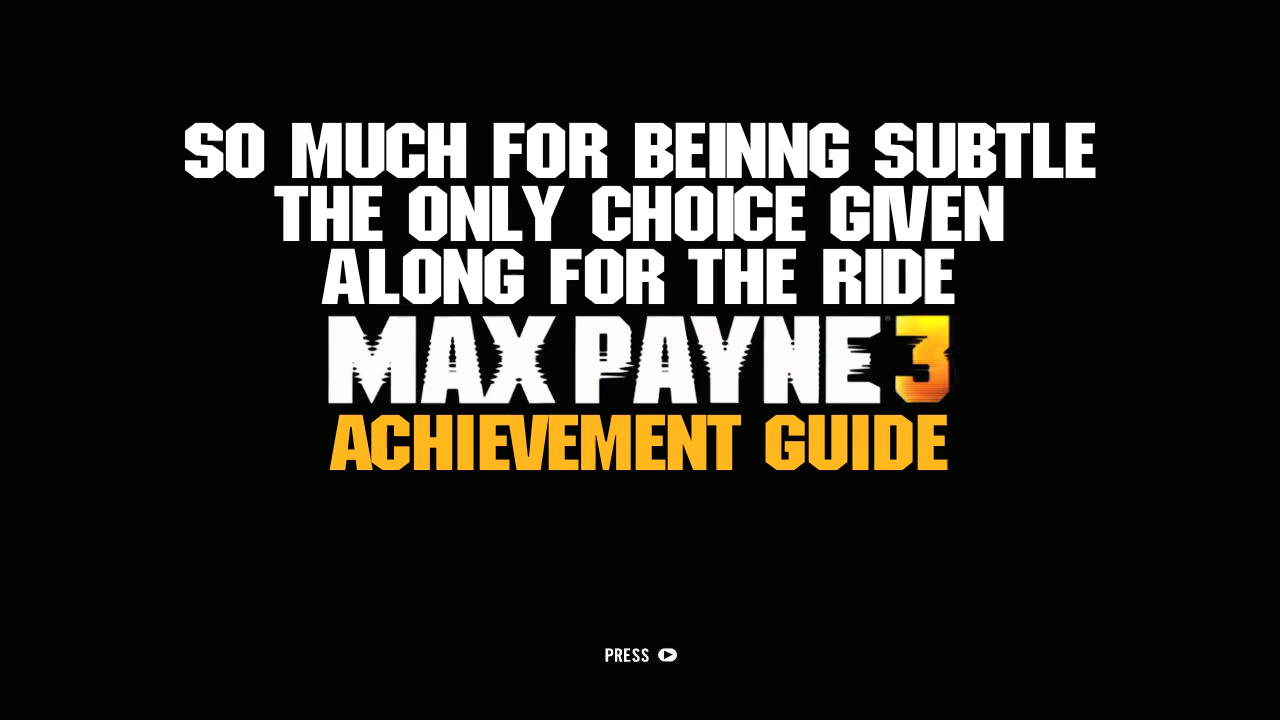 SO MUCH FOR BEINNG SUBTLE
THE ONLY CHOICE GIVEN
ALONG FOR THE RIDE
MAX PAYNE 3
ACHIEVEMENT GUIDE
PRESS